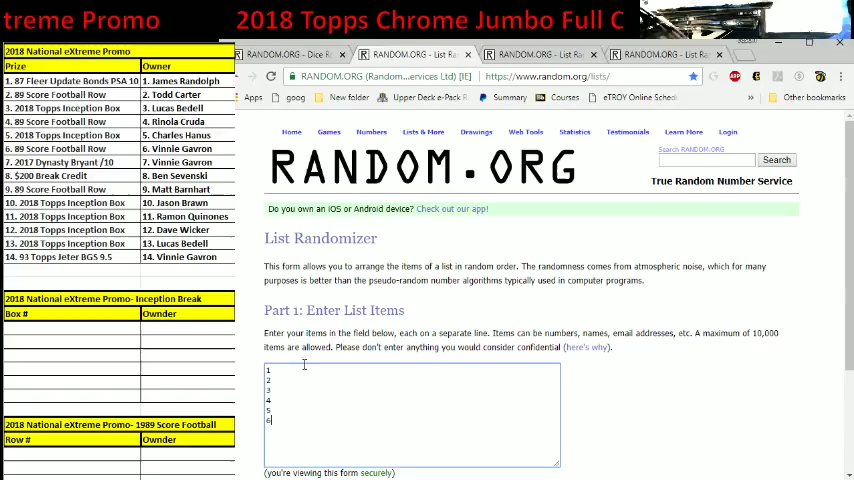 treme Promo
2018 Topps Chrome Jumbo Full C
2018 National eXtreme Promo
Prize Owner
1. 87 Fleer Update Bonds PSA 10 1. James Randolph
2. 89 Score Football Row 2. Todd Carter
3. 2018 Topps Inception Box 3. Lucas Bedell
4. 89 Score Football Row 4. Rinola Cruda
5. 2018 Topps Inception Box 5. Charles Hanus
6. 89 Score Football Row 6. Vinnie Gavron
7. 2017 Dynasty Bryant /10 7. Vinnie Gavron
8. $200 Break Credit 8. Ben Sevenski
9. 89 Score Football Row 9. Matt Barnhart
10. 2018 Topps Inception Box 10. Jason Brawn
11. 2018 Topps Inception Box 11. Ramon Quinones
12. 2018 Topps Inception Box 12. Dave Wicker
13. 2018 Topps Inception Box 13. Lucas Bedell
14. 93 Topps Jeter BGS 9.5 14. Vinnie Gavron
2018 National eXtreme Promo- Inception Break
Box # Ownder
2018 National eXtreme Promo- 1989 Score Football
Row # Ownder
RANDOM.ORG - Dice R
RANDOM.ORG - List Ra
RANDOM.ORG - List Ra
RANDOM.ORG - List Ra
RANDOM.ORG (Random...ervices Ltd) [IE] https://www.random.org/lists/
Apps goog New folder Upper Deck e-Pack R Summary Courses eTROY Online Sched » Other bookmarks
Home Games Numbers Lists & More Drawings Web Tools Statistics Testimonials Learn More Login
RANDOM.ORG
Search RANDOM.ORG
Search
True Random Number Service
Do you own an iOS or Android device? Check out our app!
List Randomizer
This form allows you to arrange the items of a list in random order. The randomness comes from atmospheric noise, which for many
purposes is better than the pseudo-random number algorithms typically used in computer programs.
Part 1: Enter List Items
Enter your items in the field below, each on a separate line. Items can be numbers, names, email addresses, etc. A maximum of 10,000
items are allowed. Please don't enter anything you would consider confidential (here's why).
1
2
3
4
5
6
(you're viewing this form securely)